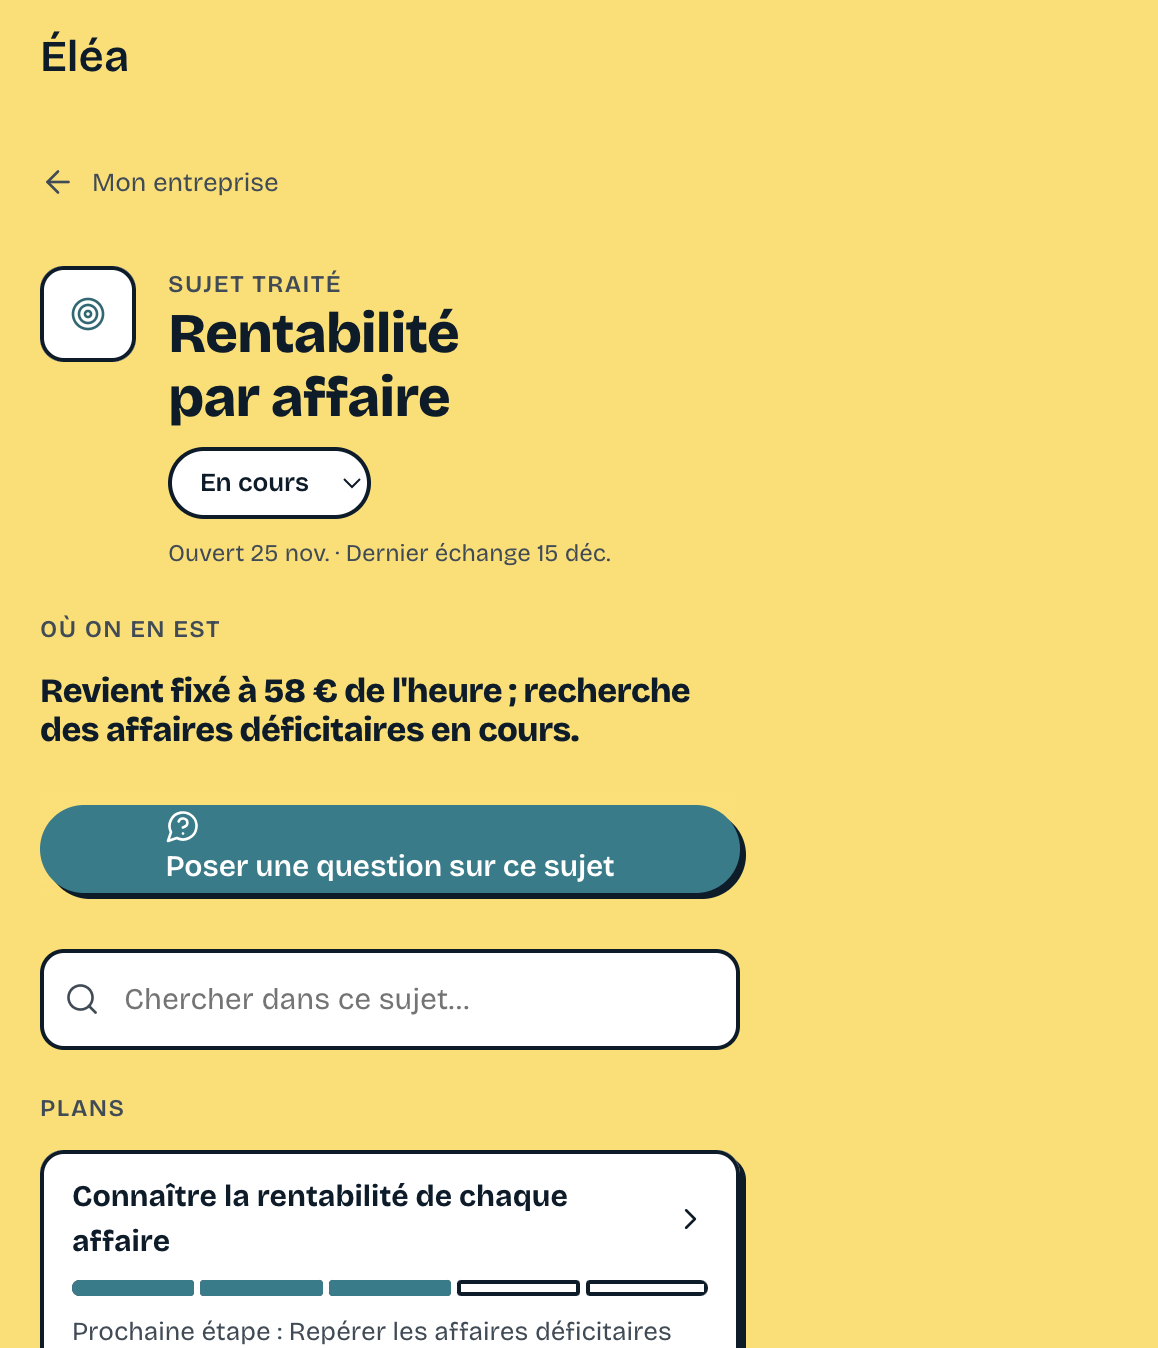 Éléa
Mon entreprise
SUJET TRAITÉ
Rentabilité
par affaire
En cours
Ouvert 25 nov. · Dernier échange 15 déc.
OÙ ON EN EST
Revient fixé à 58 € de l'heure ; recherche
des affaires déficitaires en cours.
Poser une question sur ce sujet
Chercher dans ce sujet...
PLANS
Connaître la rentabilité de chaque
affaire
Prochaine étape : Repérer les affaires déficitaires